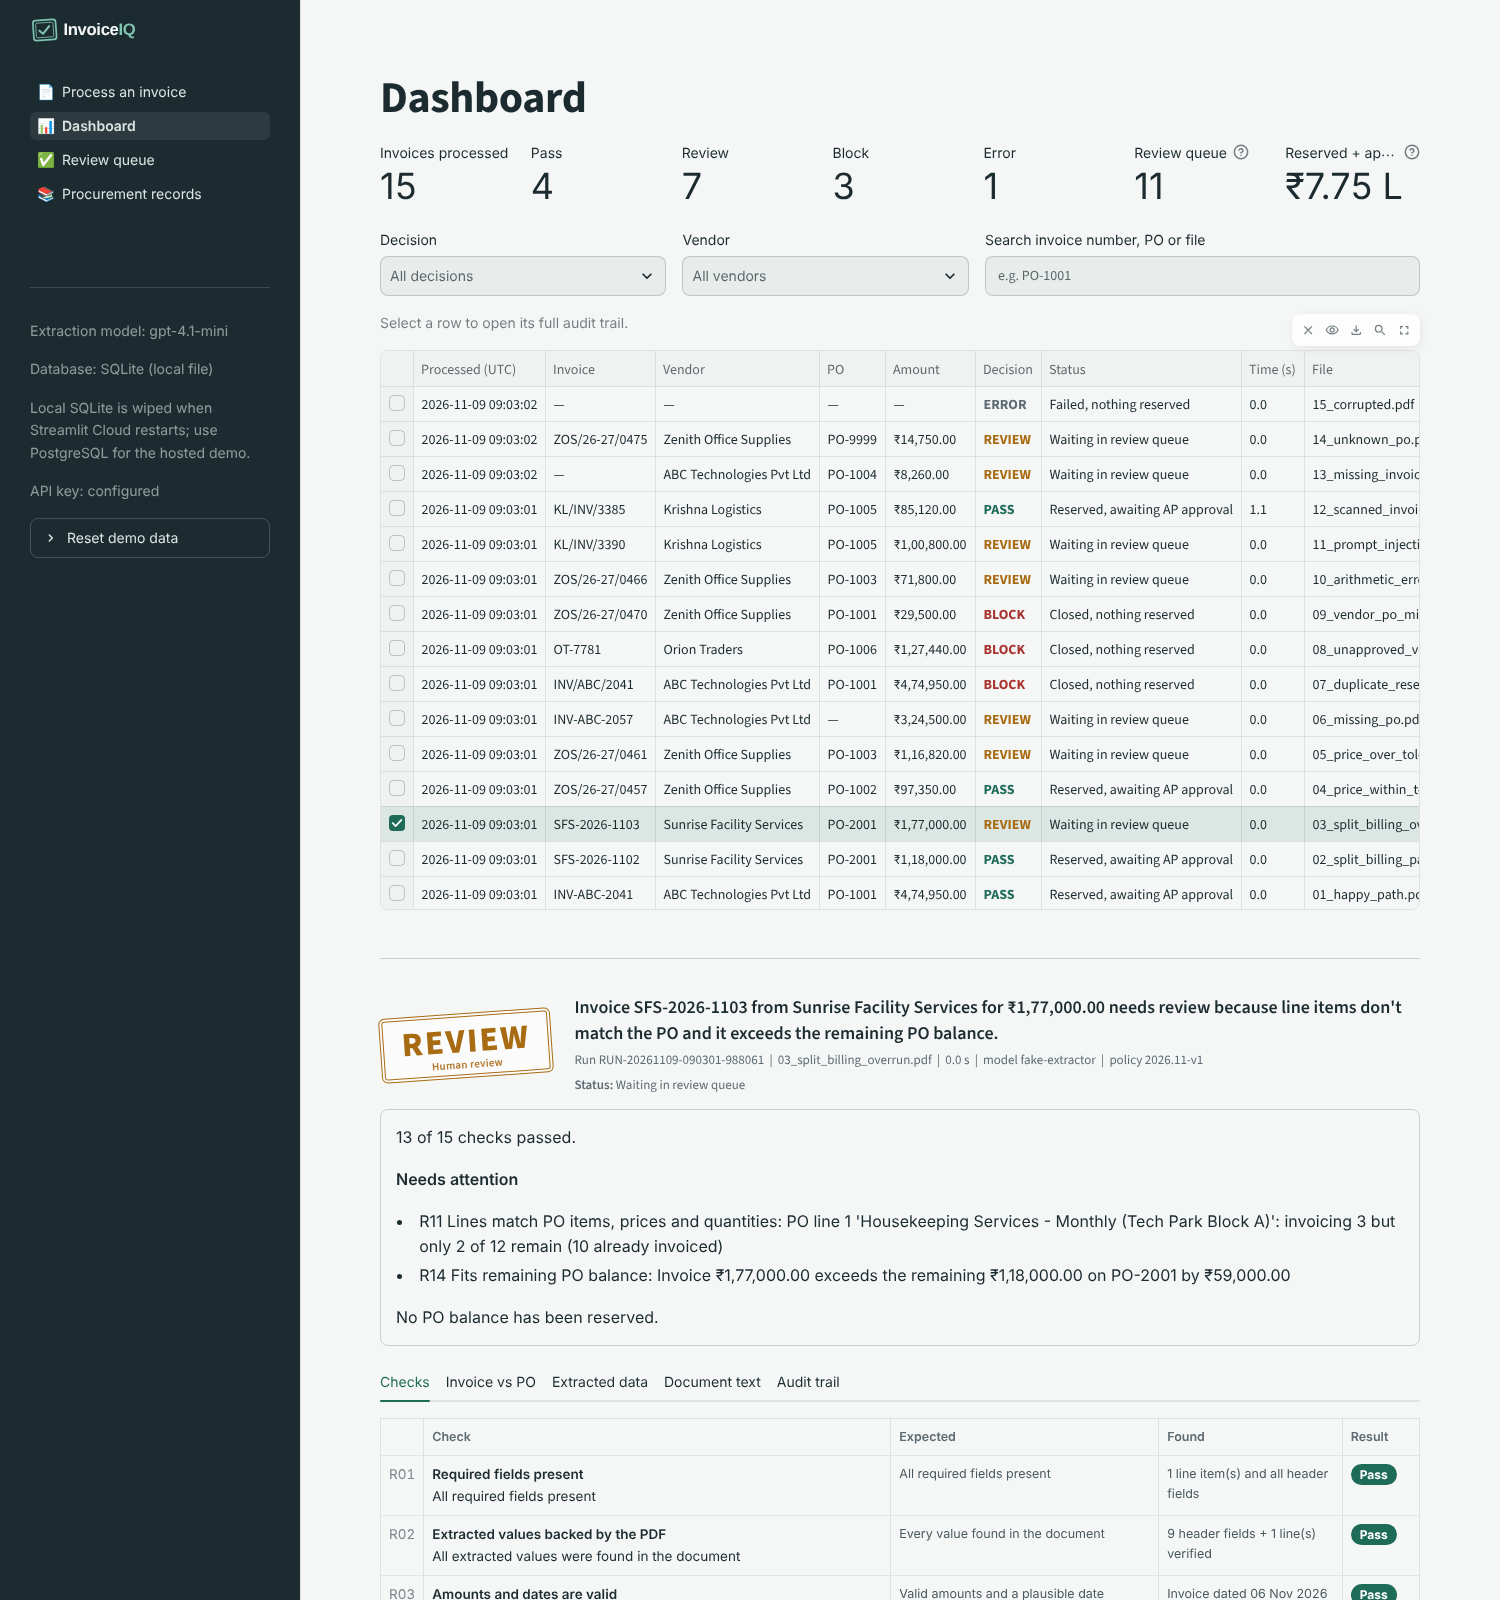 InvoiceIQ
Process an invoice
Dashboard
Review queue
Procurement records
Extraction model: gpt-4.1-mini
Database: SQLite (local file)
Local SQLite is wiped when
Streamlit Cloud restarts; use
PostgreSQL for the hosted demo.
API key: configured
Reset demo data
Dashboard
Invoices processed Pass Review Block Error Review queue Reserved + ap...
15 4 7 3 1 11 ₹7.75 L
Decision Vendor Search invoice number, PO or file
All decisions All vendors e.g. PO-1001
Select a row to open its full audit trail.
Processed (UTC) Invoice Vendor PO Amount Decision Status Time (s) File
2026-11-09 09:03:02 — — — — ERROR Failed, nothing reserved 0.0 15_corrupted.pdf
2026-11-09 09:03:02 ZOS/26-27/0475 Zenith Office Supplies PO-9999 ₹14,750.00 REVIEW Waiting in review queue 0.0 14_unknown_po.p
2026-11-09 09:03:02 — ABC Technologies Pvt Ltd PO-1004 ₹8,260.00 REVIEW Waiting in review queue 0.0 13_missing_invoic
2026-11-09 09:03:01 KL/INV/3385 Krishna Logistics PO-1005 ₹85,120.00 PASS Reserved, awaiting AP approval 1.1 12_scanned_invoi
2026-11-09 09:03:01 KL/INV/3390 Krishna Logistics PO-1005 ₹1,00,800.00 REVIEW Waiting in review queue 0.0 11_prompt_injecti
2026-11-09 09:03:01 ZOS/26-27/0466 Zenith Office Supplies PO-1003 ₹71,800.00 REVIEW Waiting in review queue 0.0 10_arithmetic_erro
2026-11-09 09:03:01 ZOS/26-27/0470 Zenith Office Supplies PO-1001 ₹29,500.00 BLOCK Closed, nothing reserved 0.0 09_vendor_po_mi
2026-11-09 09:03:01 OT-7781 Orion Traders PO-1006 ₹1,27,440.00 BLOCK Closed, nothing reserved 0.0 08_unapproved_v
2026-11-09 09:03:01 INV/ABC/2041 ABC Technologies Pvt Ltd PO-1001 ₹4,74,950.00 BLOCK Closed, nothing reserved 0.0 07_duplicate_rese
2026-11-09 09:03:01 INV-ABC-2057 ABC Technologies Pvt Ltd — ₹3,24,500.00 REVIEW Waiting in review queue 0.0 06_missing_po.pd
2026-11-09 09:03:01 ZOS/26-27/0461 Zenith Office Supplies PO-1003 ₹1,16,820.00 REVIEW Waiting in review queue 0.0 05_price_over_tol
2026-11-09 09:03:01 ZOS/26-27/0457 Zenith Office Supplies PO-1002 ₹97,350.00 PASS Reserved, awaiting AP approval 0.0 04_price_within_t
2026-11-09 09:03:01 SFS-2026-1103 Sunrise Facility Services PO-2001 ₹1,77,000.00 REVIEW Waiting in review queue 0.0 03_split_billing_ov
2026-11-09 09:03:01 SFS-2026-1102 Sunrise Facility Services PO-2001 ₹1,18,000.00 PASS Reserved, awaiting AP approval 0.0 02_split_billing_pa
2026-11-09 09:03:01 INV-ABC-2041 ABC Technologies Pvt Ltd PO-1001 ₹4,74,950.00 PASS Reserved, awaiting AP approval 0.0 01_happy_path.pd
REVIEW
Human review
Invoice SFS-2026-1103 from Sunrise Facility Services for ₹1,77,000.00 needs review because line items don't
match the PO and it exceeds the remaining PO balance.
Run RUN-20261109-090301-988061 | 03_split_billing_overrun.pdf | 0.0 s | model fake-extractor | policy 2026.11-v1
Status: Waiting in review queue
13 of 15 checks passed.
Needs attention
• R11 Lines match PO items, prices and quantities: PO line 1 'Housekeeping Services - Monthly (Tech Park Block A)': invoicing 3 but
only 2 of 12 remain (10 already invoiced)
• R14 Fits remaining PO balance: Invoice ₹1,77,000.00 exceeds the remaining ₹1,18,000.00 on PO-2001 by ₹59,000.00
No PO balance has been reserved.
Checks Invoice vs PO Extracted data Document text Audit trail
Check Expected Found Result
R01 Required fields present All required fields present 1 line item(s) and all header Pass
All required fields present fields
R02 Extracted values backed by the PDF Every value found in the document 9 header fields + 1 line(s) Pass
All extracted values were found in the document verified
R03 Amounts and dates are valid Valid amounts and a plausible date Invoice dated 06 Nov 2026 Pass